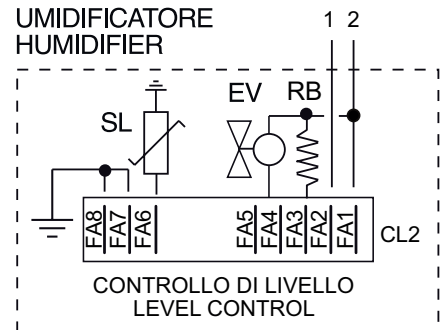 UMIDIFICATORE
HUMIDIFIER
1 2
SL
EV
RB
FA8
FA7
FA6
FA5
FA4
FA3
FA2
FA1
CL2
CONTROLLO DI LIVELLO
LEVEL CONTROL